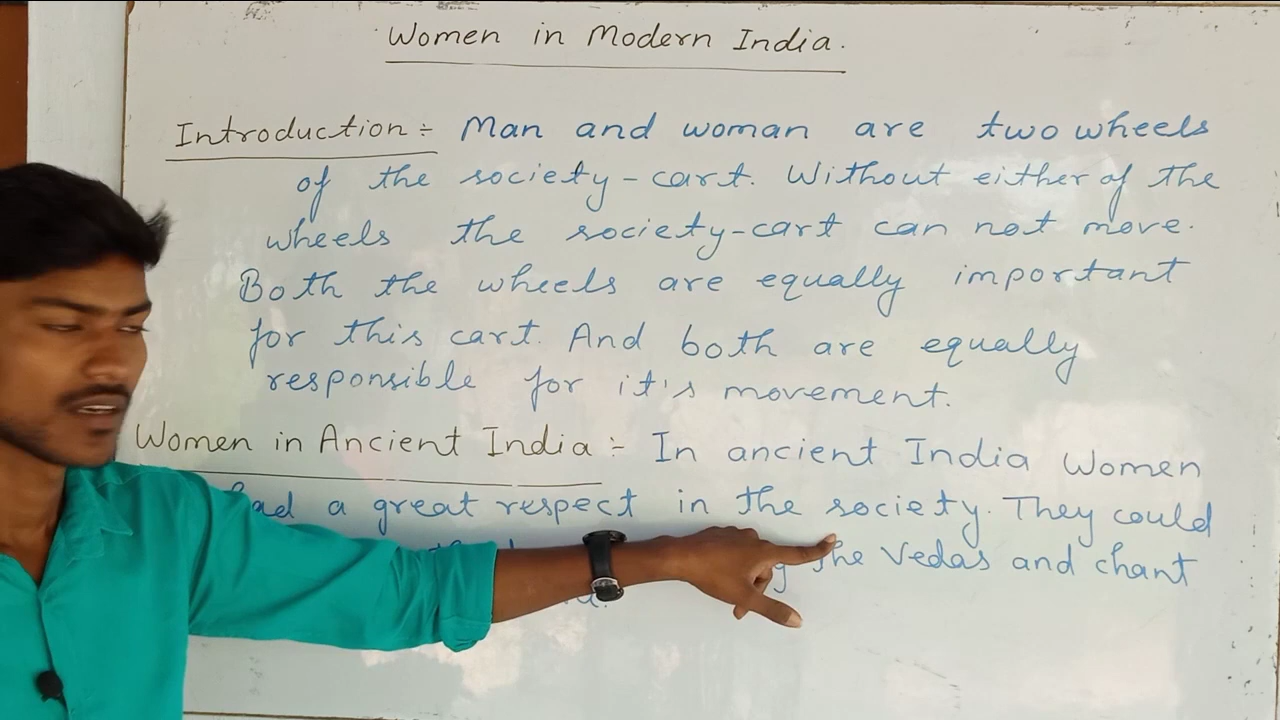 Women in Modern India.
Introduction :- Man and woman are two wheels
of the society-cart. Without either of the
wheels the society-cart can not move.
Both the wheels are equally important
for this cart. And both are equally
responsible for it's movement.
Women in Ancient India :- In ancient India Women
had a great respect in the society. They could
the Vedas and chant